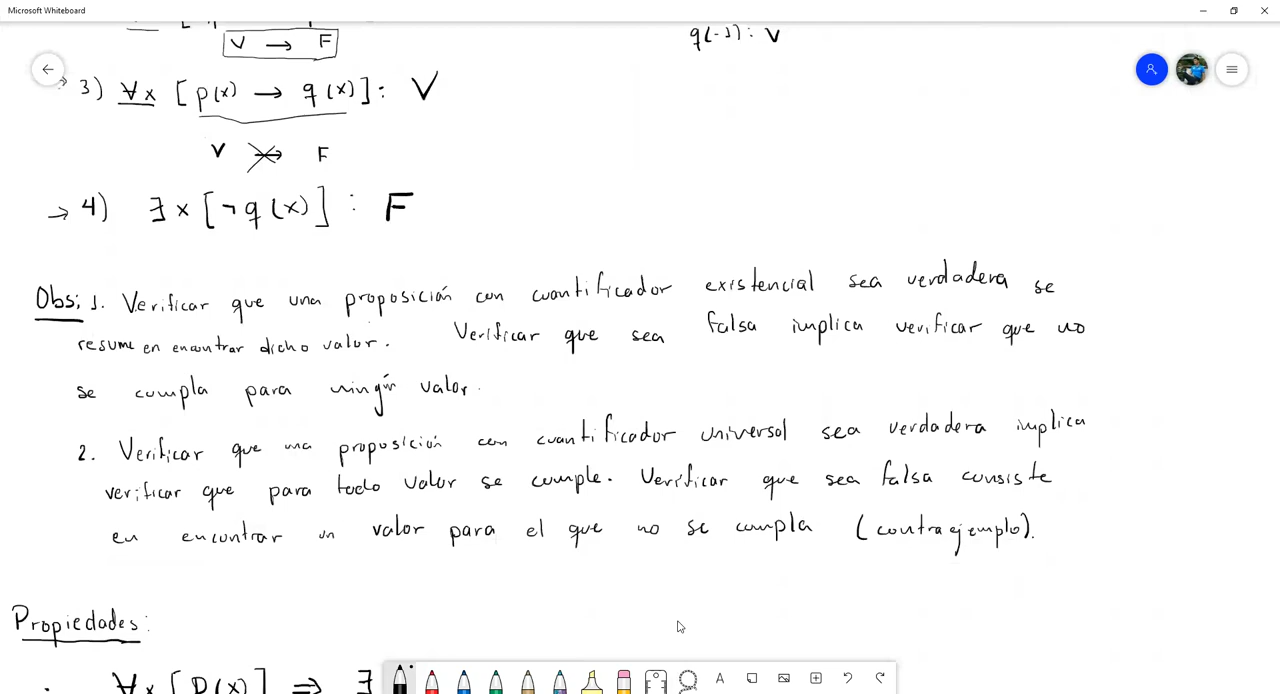 Microsoft Whiteboard
V → F
q(-1): V
3) ∀x [p(x) → q(x)]: V
V → F
→ 4) ∃x [¬q(x)] : F
Obs: 1. Verificar que una proposición con cuantificador existencial sea verdadera se
resume en encontrar dicho valor. Verificar que sea falsa implica verificar que no
se cumpla para ningún valor.
2. Verificar que una proposición con cuantificador universal sea verdadera implica
verificar que para todo valor se cumple. Verificar que sea falsa consiste
en encontrar un valor para el que no se cumpla (contraejemplo).
Propiedades:
∀x [P(x)] ⇒ ∃
A